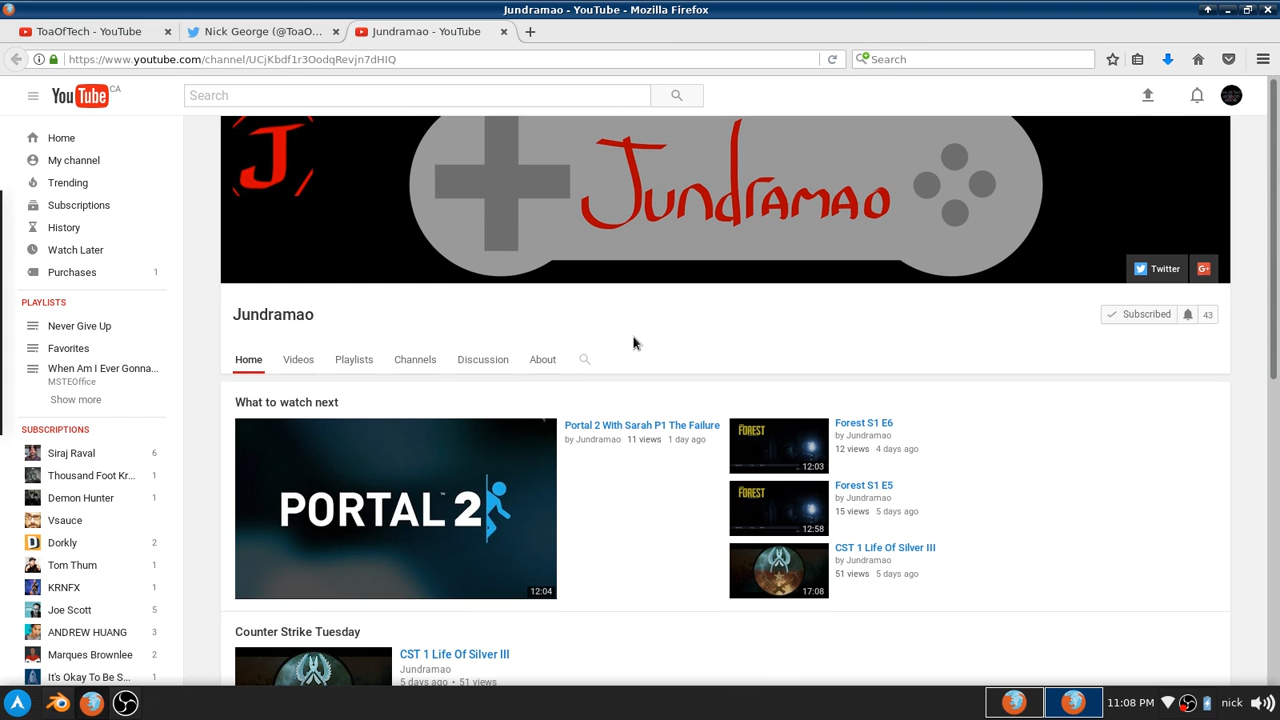 Jundramao - YouTube - Mozilla Firefox
ToaOfTech - YouTube
Nick George (@ToaO...
Jundramao - YouTube
https://www.youtube.com/channel/UCjKbdf1r3OodqRevjn7dHIQ
Search
YouTube CA
Search
Home
My channel
Trending
Subscriptions
History
Watch Later
Purchases 1
PLAYLISTS
Never Give Up
Favorites
When Am I Ever Gonna...
MSTEOffice
Show more
SUBSCRIPTIONS
Siraj Raval 6
Thousand Foot Kr... 1
Demon Hunter 1
Vsauce
Dorkly 2
Tom Thum 1
KRNFX 1
Joe Scott 5
ANDREW HUANG 3
Marques Brownlee 2
It's Okay To Be S... 1
J
Jundramao
Twitter
G+
Jundramao
Subscribed 43
Home Videos Playlists Channels Discussion About
What to watch next
PORTAL 2
12:04
Portal 2 With Sarah P1 The Failure
by Jundramao 11 views 1 day ago
FOREST
12:03
Forest S1 E6
by Jundramao
12 views 4 days ago
FOREST
12:58
Forest S1 E5
by Jundramao
15 views 5 days ago
17:08
CST 1 Life Of Silver III
by Jundramao
51 views 5 days ago
Counter Strike Tuesday
CST 1 Life Of Silver III
Jundramao
5 days ago • 51 views
11:08 PM
nick